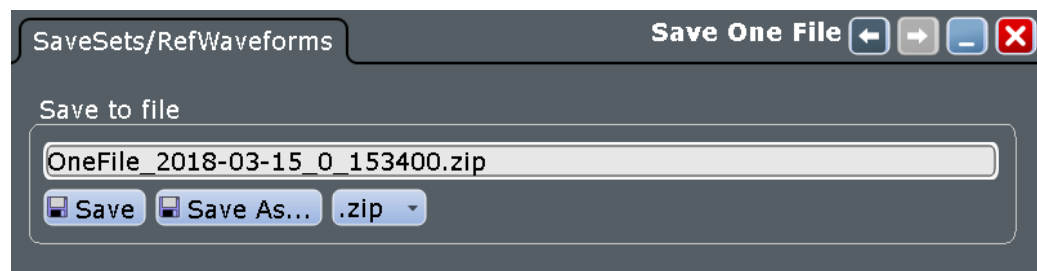 SaveSets/RefWaveforms
Save One File
Save to file
OneFile_2018-03-15_0_153400.zip
Save Save As... .zip